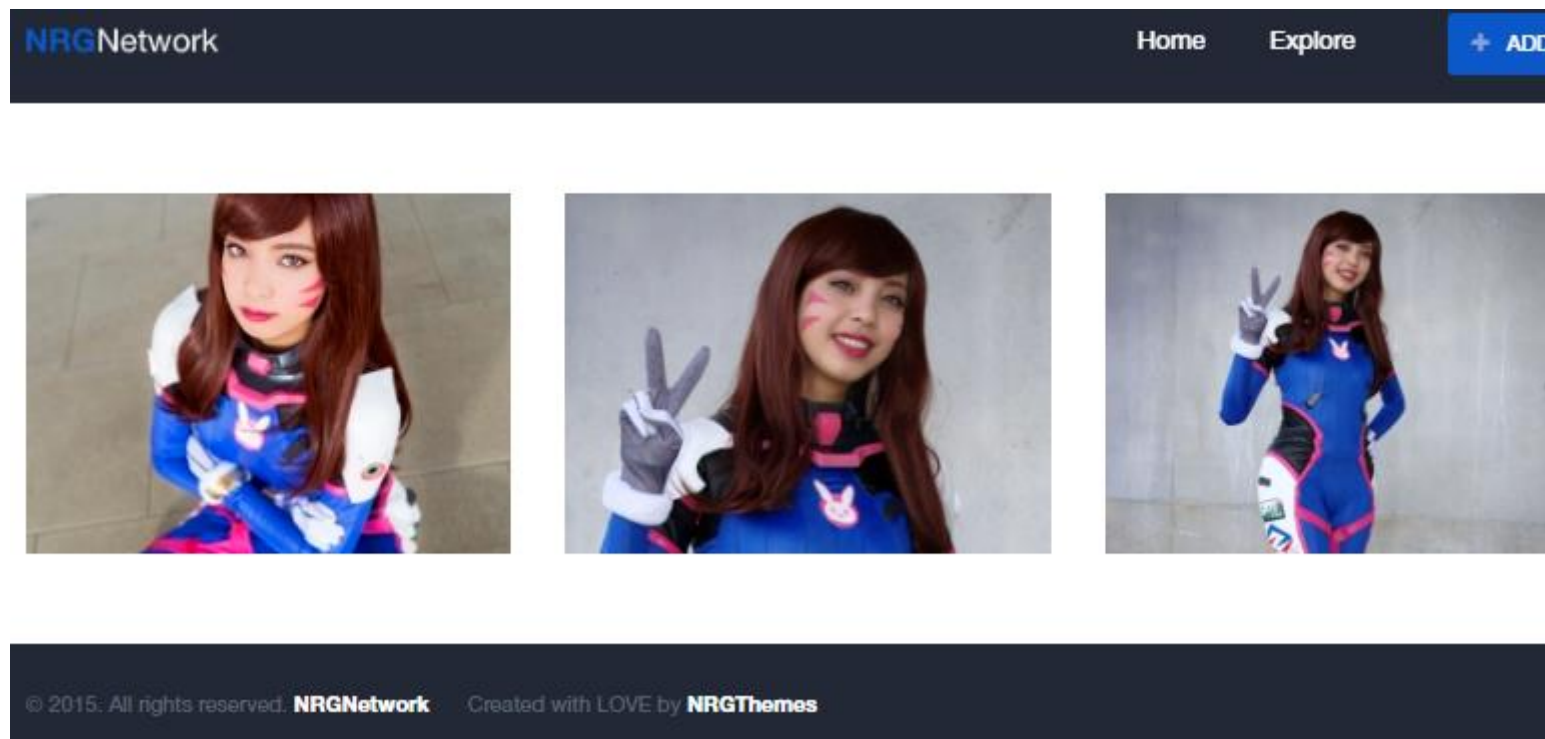 NRGNetwork
Home Explore + ADD
© 2015. All rights reserved. NRGNetwork Created with LOVE by NRGThemes